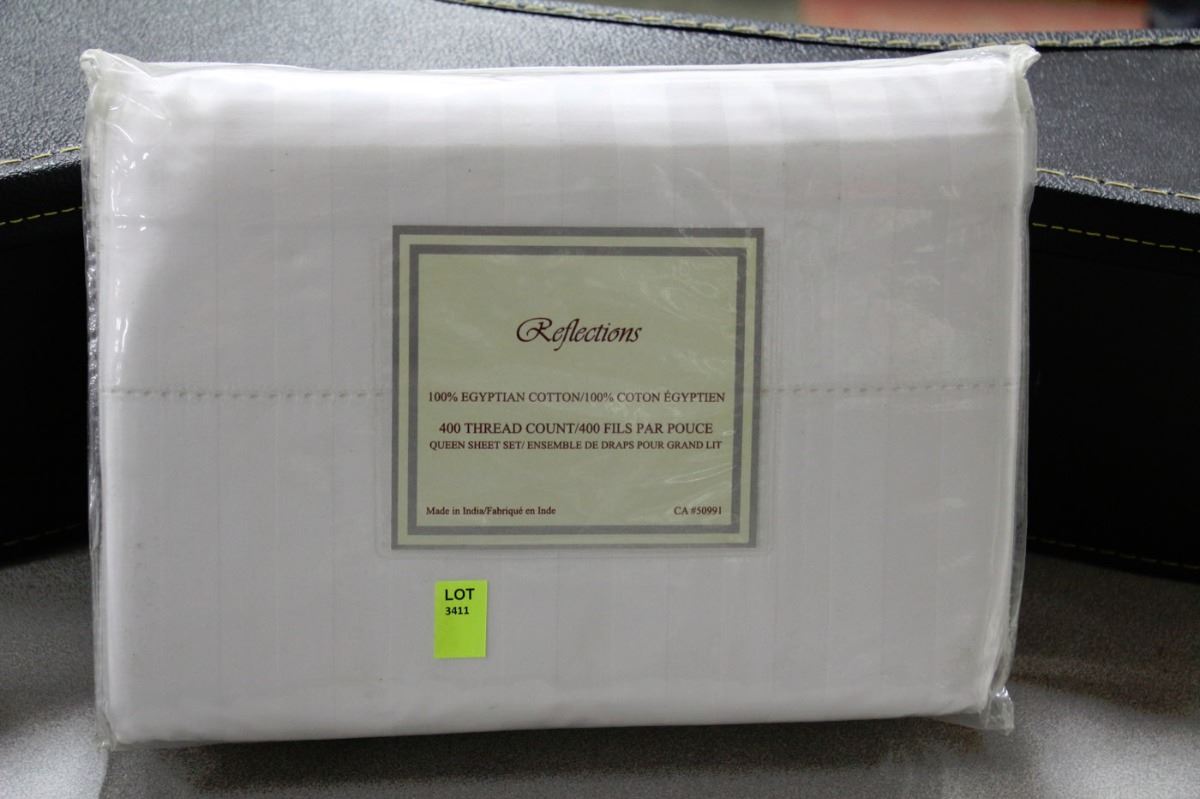 Reflections
100% EGYPTIAN COTTON/100% COTON ÉGYPTIEN
400 THREAD COUNT/400 FILS PAR POUCE
QUEEN SHEET SET/ ENSEMBLE DE DRAPS POUR GRAND LIT
Made in India/Fabriqué en Inde CA #50991
LOT
3411